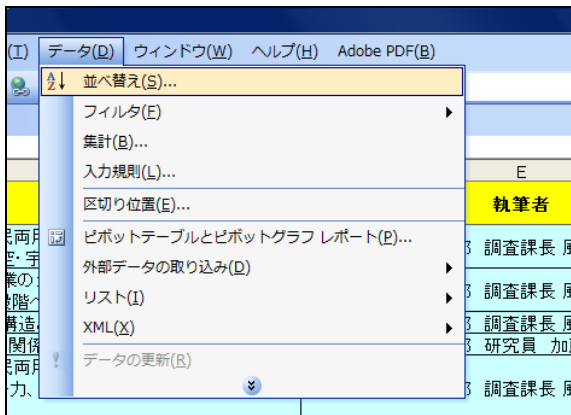 (T) データ(D) ウィンドウ(W) ヘルプ(H) Adobe PDF(B)
並べ替え(S)...
フィルタ(F)
集計(B)...
入力規則(L)...
区切り位置(E)...
ピボットテーブルとピボットグラフ レポート(P)...
外部データの取り込み(D)
リスト(I)
XML(X)
データの更新(R)
E
執筆者
調査課長
調査課長
調査課長
研究員
調査課長